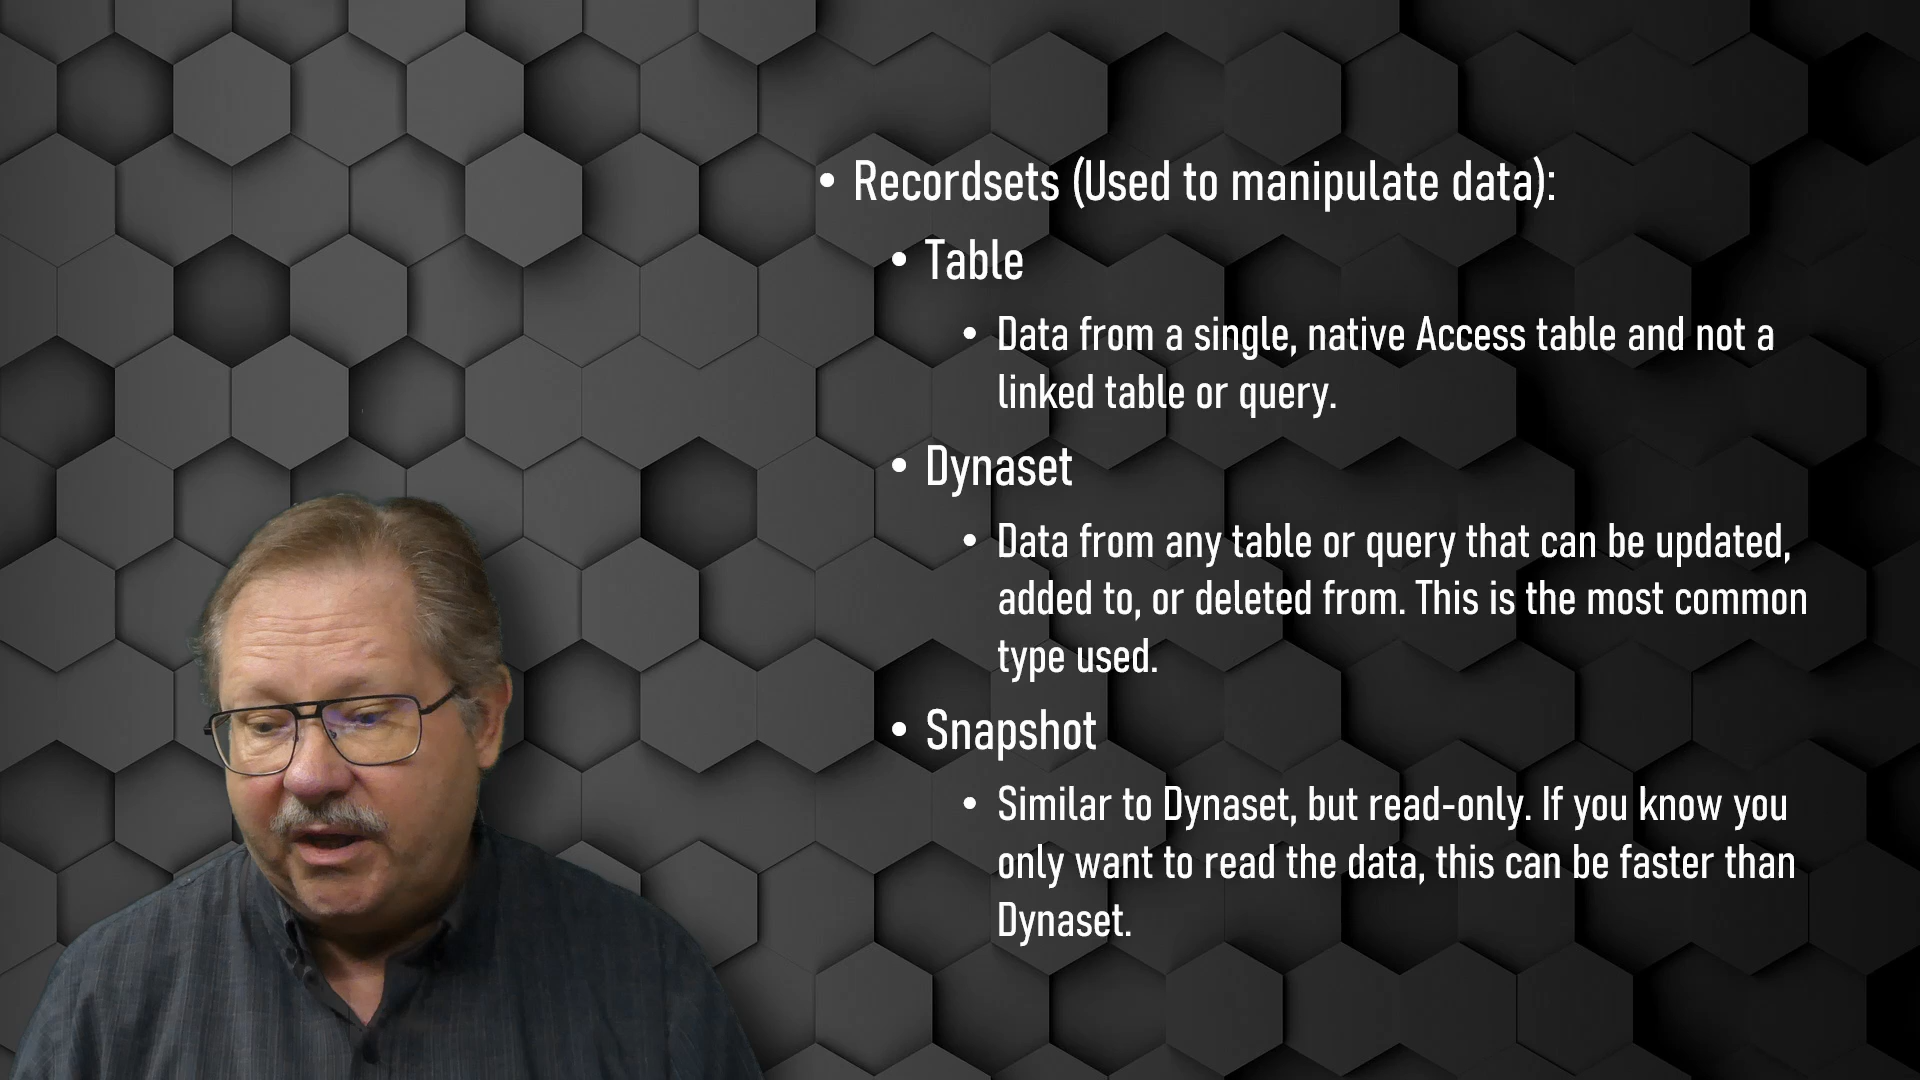 • Recordsets (Used to manipulate data):
• Table
• Data from a single, native Access table and not a
linked table or query.
• Dynaset
• Data from any table or query that can be updated,
added to, or deleted from. This is the most common
type used.
• Snapshot
• Similar to Dynaset, but read-only. If you know you
only want to read the data, this can be faster than
Dynaset.